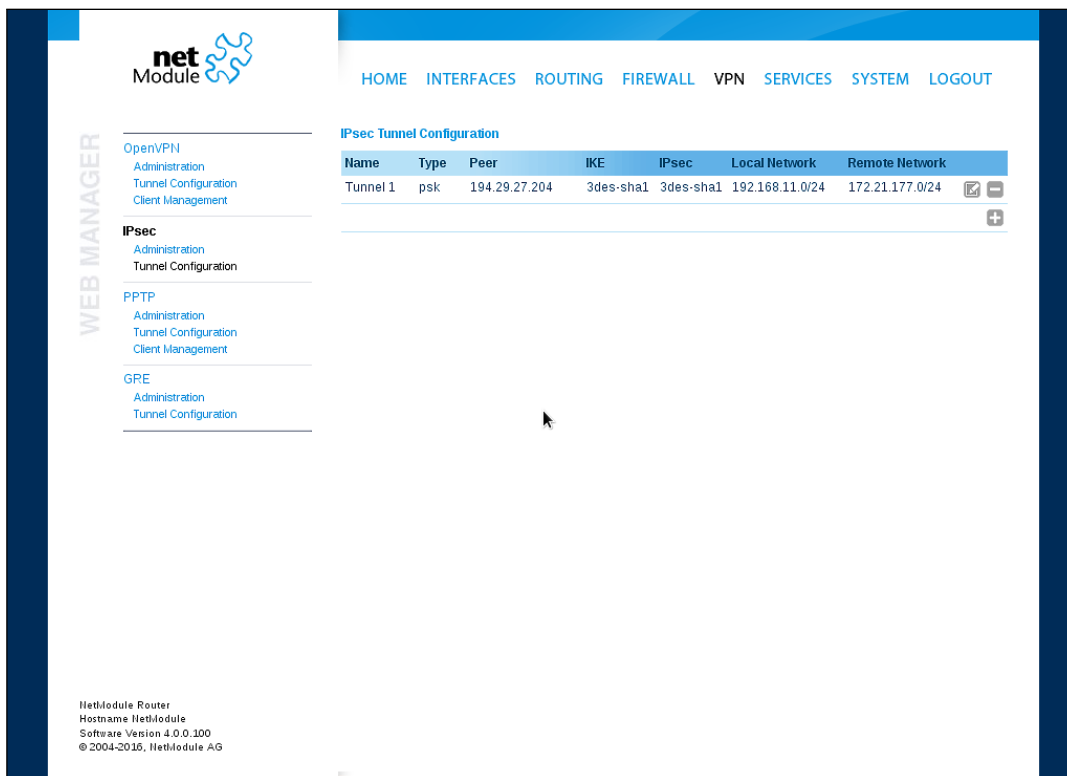 net
Module
HOME INTERFACES ROUTING FIREWALL VPN SERVICES SYSTEM LOGOUT
WEB MANAGER
OpenVPN
Administration
Tunnel Configuration
Client Management
IPsec
Administration
Tunnel Configuration
PPTP
Administration
Tunnel Configuration
Client Management
GRE
Administration
Tunnel Configuration
IPsec Tunnel Configuration
Name Type Peer IKE IPsec Local Network Remote Network
Tunnel 1 psk 194.29.27.204 3des-sha1 3des-sha1 192.168.11.0/24 172.21.177.0/24
NetModule Router
Hostname NetModule
Software Version 4.0.0.100
© 2004-2016, NetModule AG